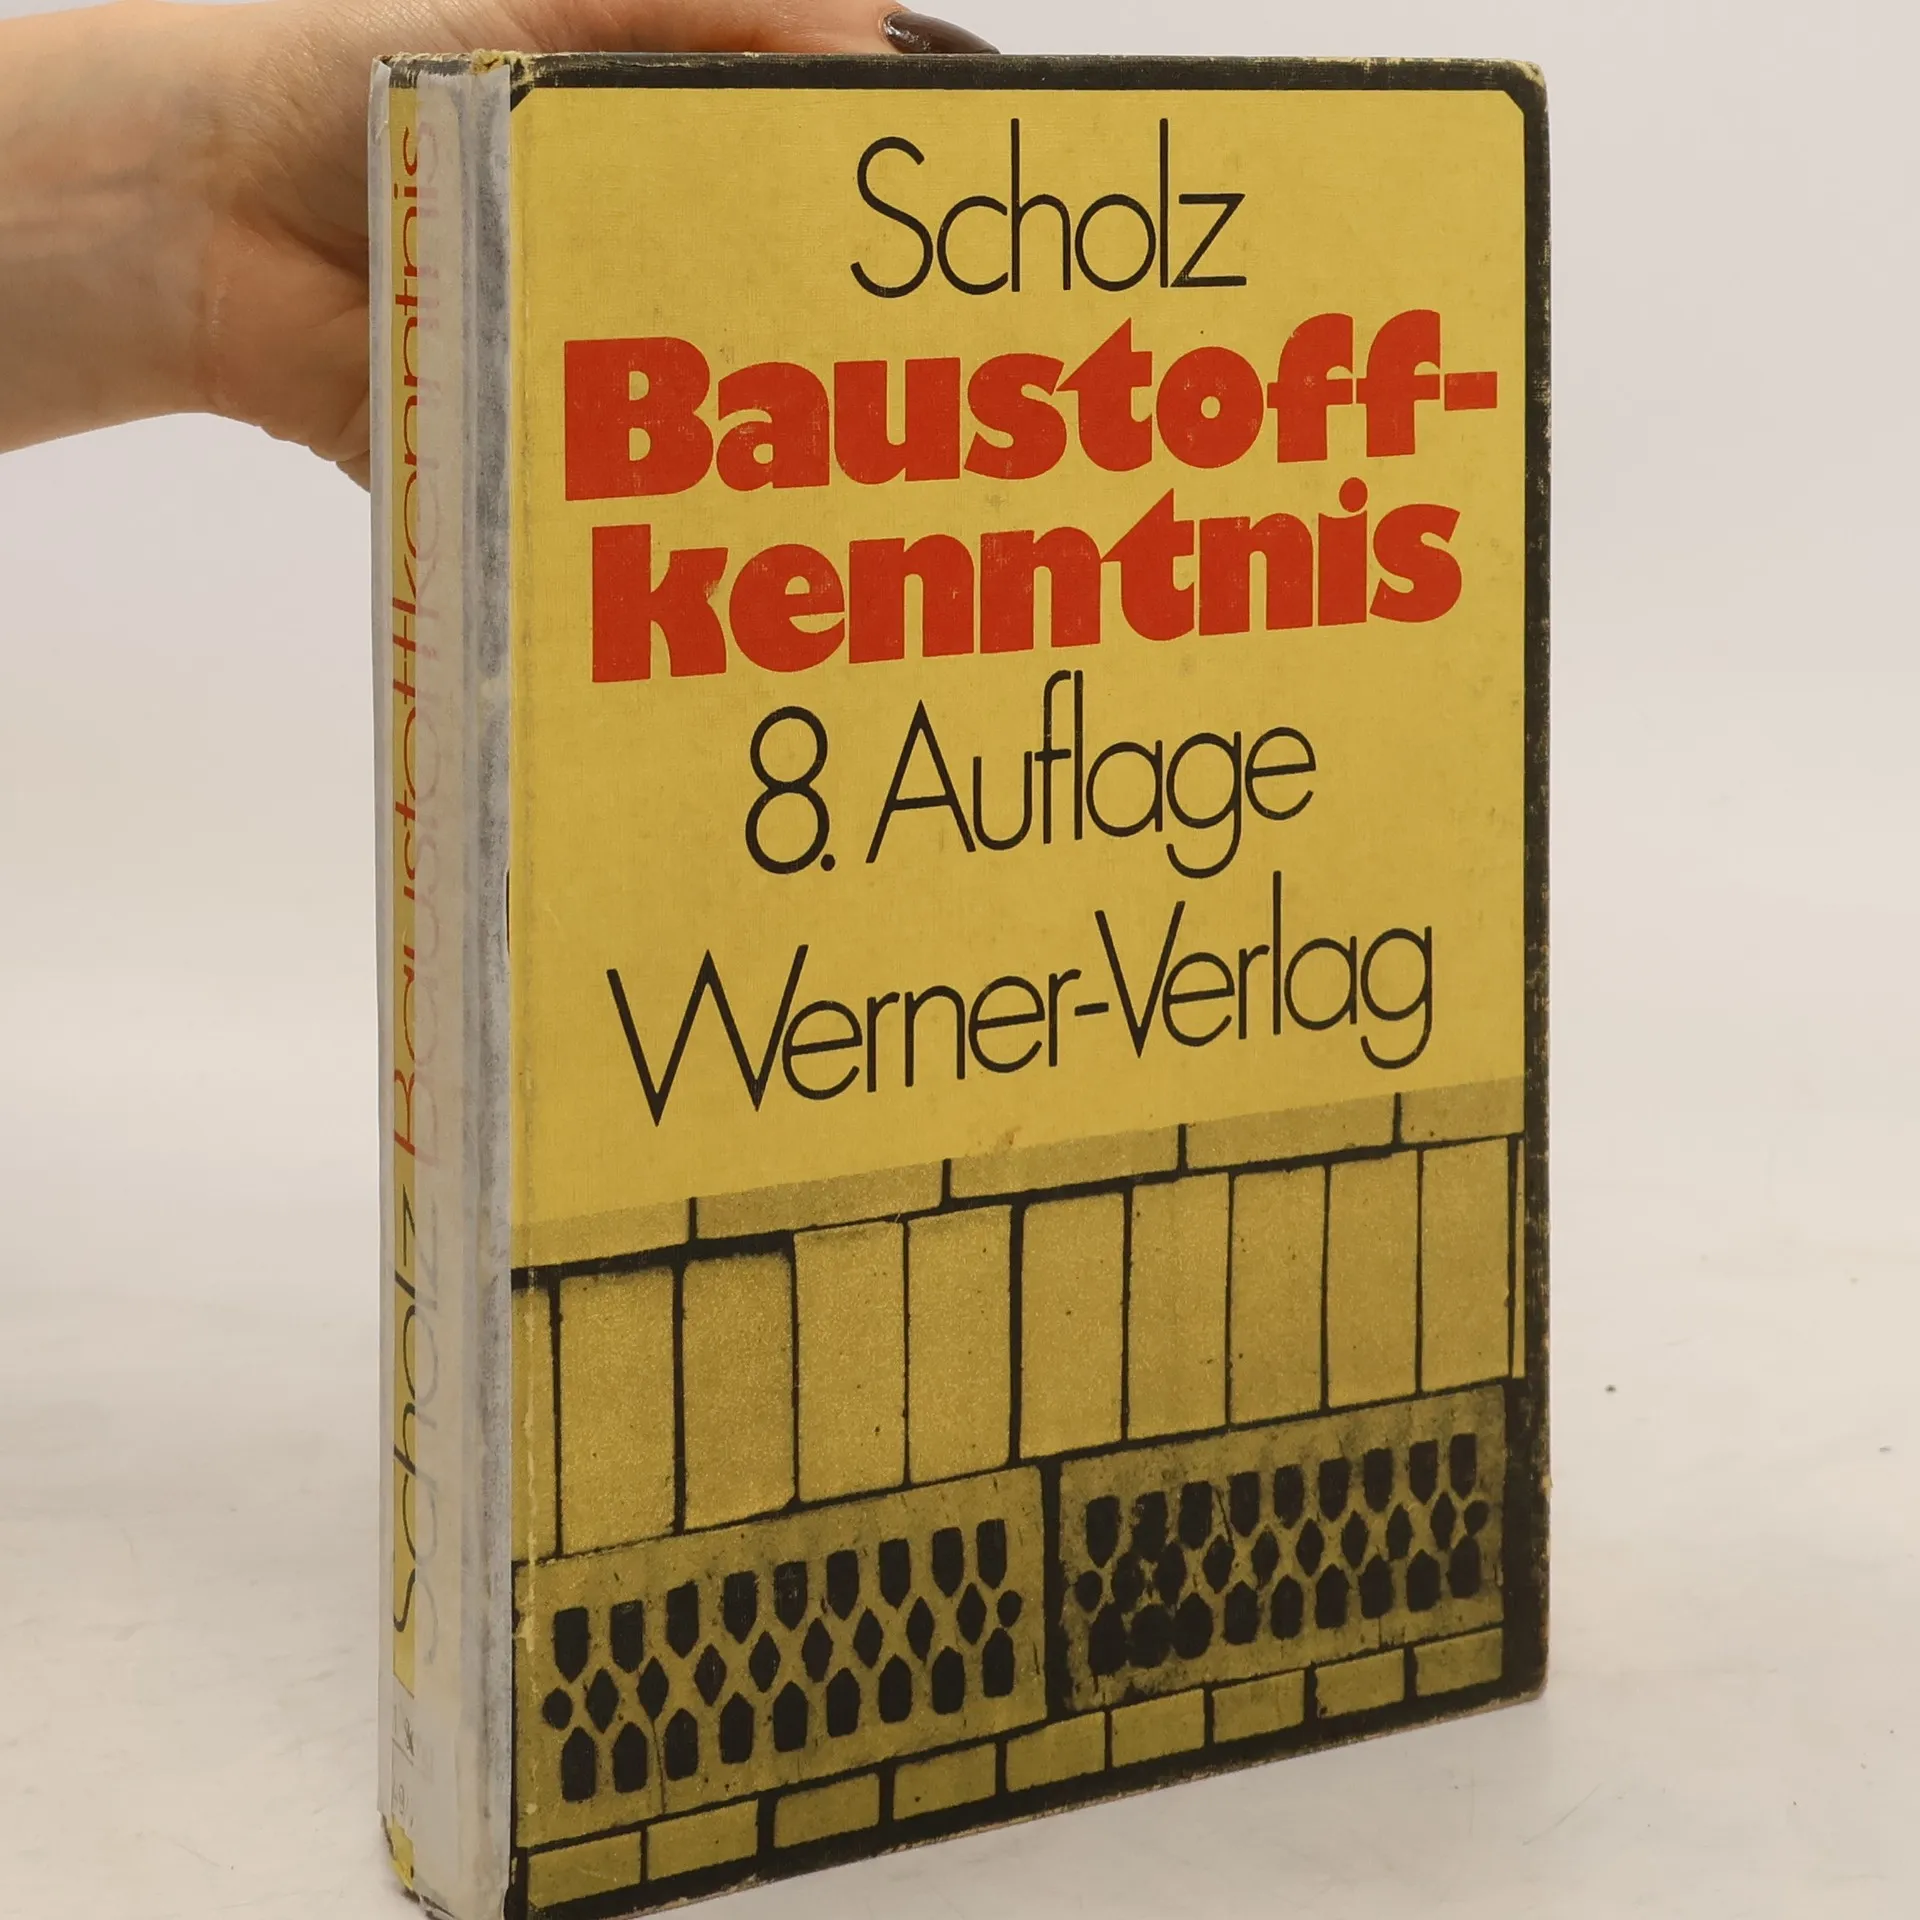 Scholz
Baustoff-
kenntnis
8. Auflage
Werner-Verlag
Scholz Baustoffkenntnis